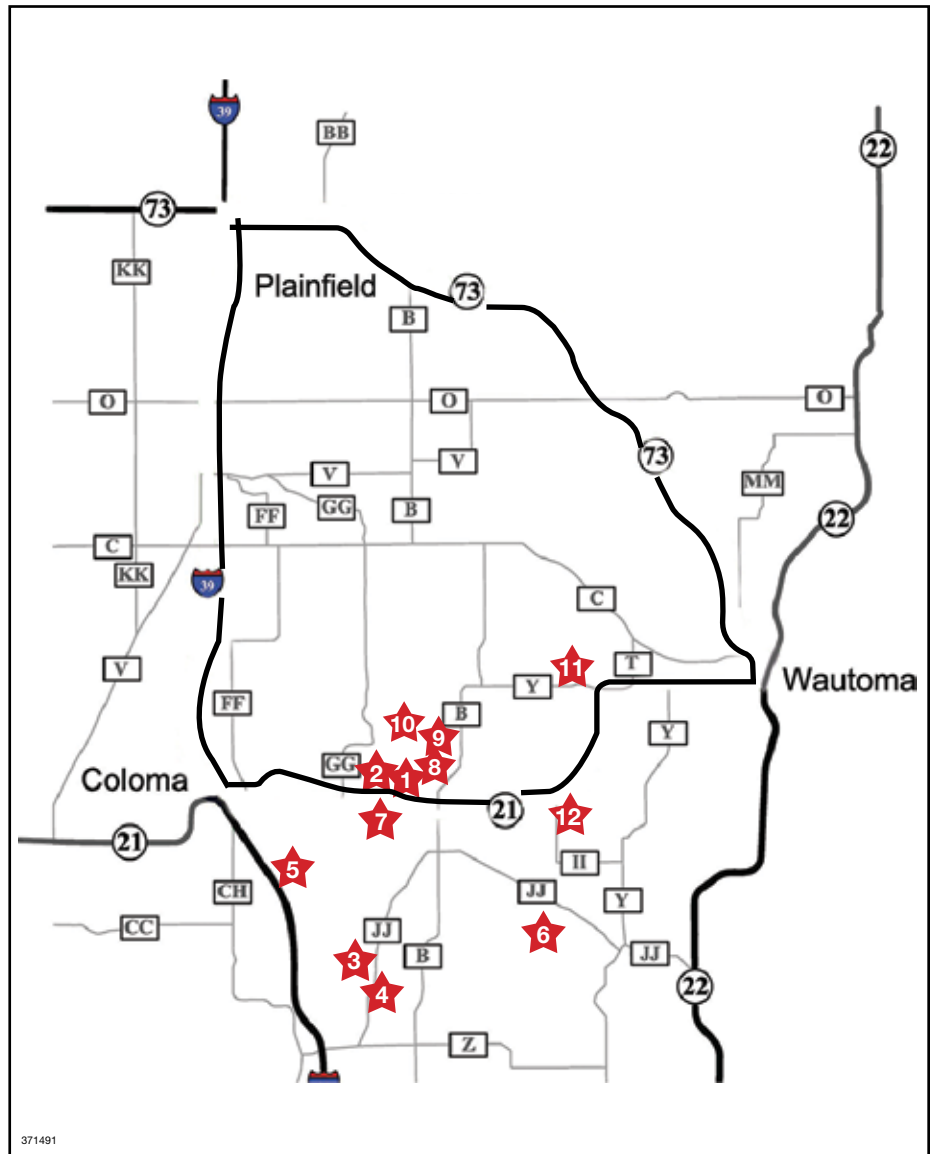 39
BB
22
73
KK
Plainfield
73
B
O
O
O
73
V
V
MM
GG
B
FF
22
C
KK
39
C
T
11
V
Wautoma
Y
FF
B
10
Y
9
GG
8
2
1
Coloma
21
12
7
21
II
5
JJ
CH
Y
CC
JJ
6
B
JJ
3
22
4
Z
371491